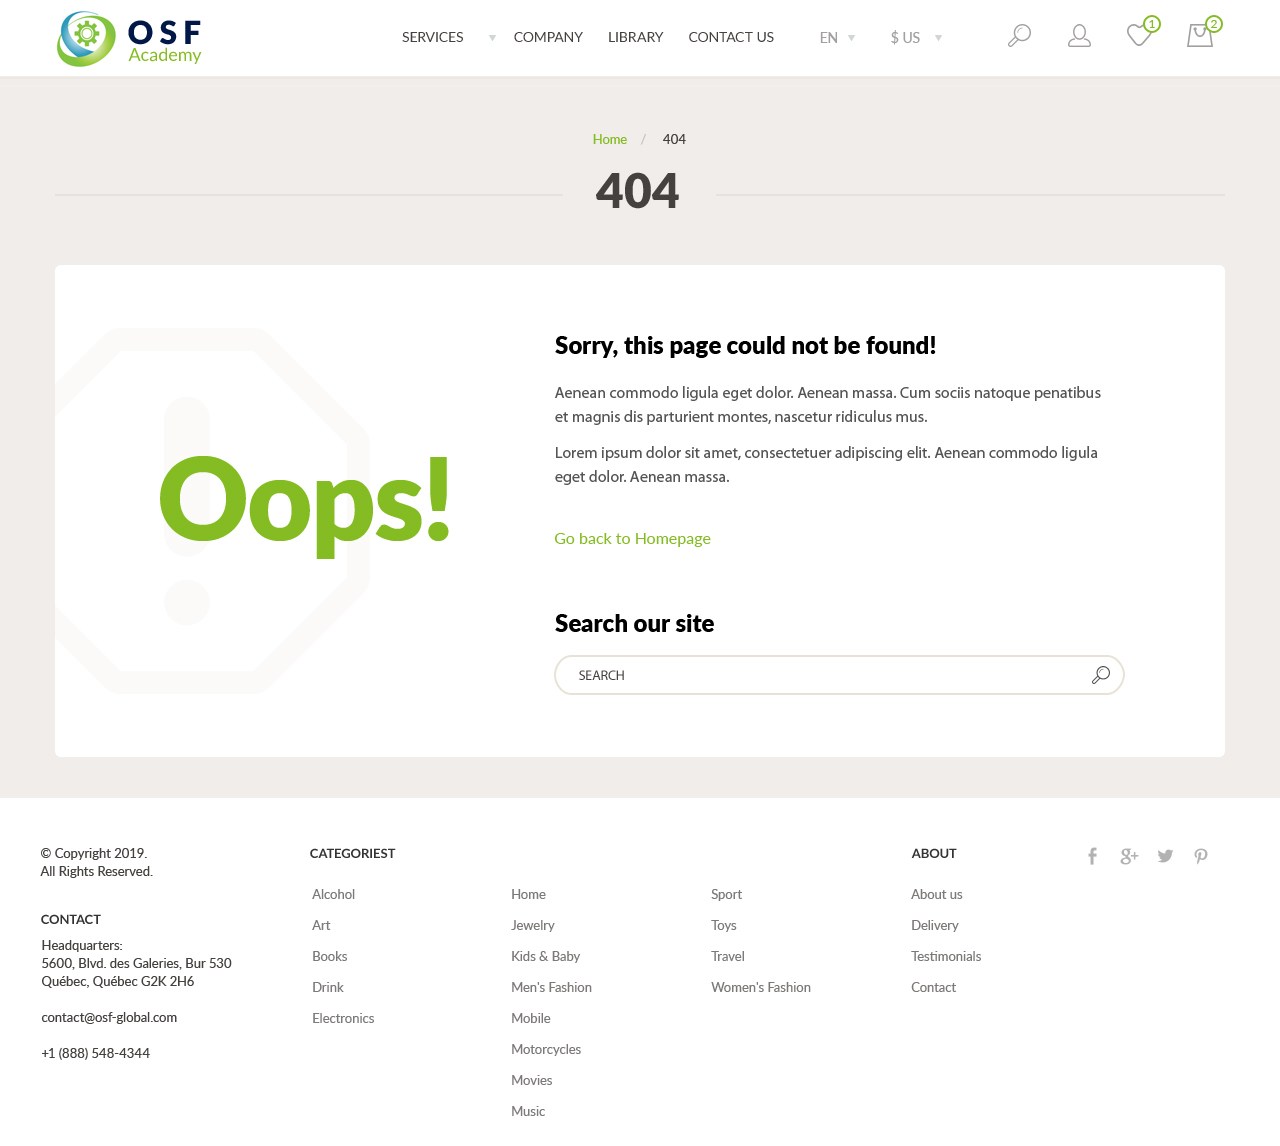 OSF
Academy
SERVICES
COMPANY
LIBRARY
CONTACT US
EN
$ US
1
2
Home / 404
404
Oops!
Sorry, this page could not be found!
Aenean commodo ligula eget dolor. Aenean massa. Cum sociis natoque penatibus
et magnis dis parturient montes, nascetur ridiculus mus.
Lorem ipsum dolor sit amet, consectetuer adipiscing elit. Aenean commodo ligula
eget dolor. Aenean massa.
Go back to Homepage
Search our site
SEARCH
© Copyright 2019.
All Rights Reserved.
CONTACT
Headquarters:
5600, Blvd. des Galeries, Bur 530
Québec, Québec G2K 2H6
contact@osf-global.com
+1 (888) 548-4344
CATEGORIEST
Alcohol
Art
Books
Drink
Electronics
Home
Jewelry
Kids & Baby
Men's Fashion
Mobile
Motorcycles
Movies
Music
Sport
Toys
Travel
Women's Fashion
ABOUT
About us
Delivery
Testimonials
Contact